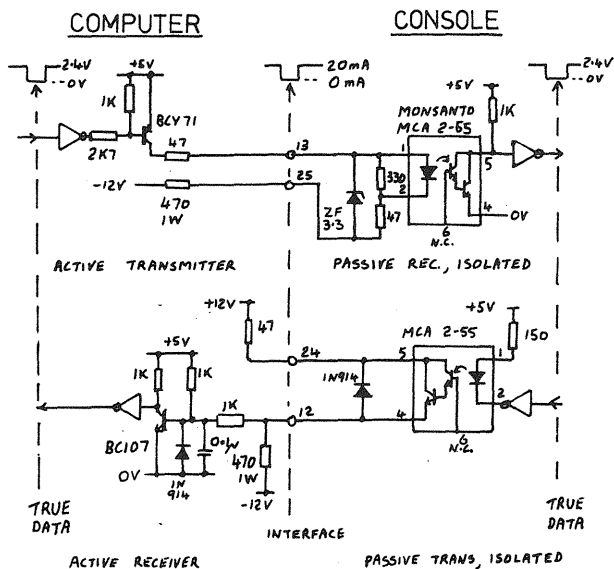 COMPUTER
CONSOLE
2.4V
0V
+5V
20mA
0mA
2.4V
0V
+5V
1K
BCY71
MONSANTO
MCA 2-55
1K
2K7
47
13
1
5
330
2
-12V
470
1W
25
ZF
3.3
47
4
0V
6
N.C.
ACTIVE TRANSMITTER
PASSIVE REC., ISOLATED
+12V
47
+5V
+5V
24
5
MCA 2-55
1
150
1K
1K
1N914
1K
12
4
2
BC107
0.1µ
470
1W
6
N.C.
0V
1N
914
-12V
TRUE
DATA
INTERFACE
TRUE
DATA
ACTIVE RECEIVER
PASSIVE TRANS, ISOLATED